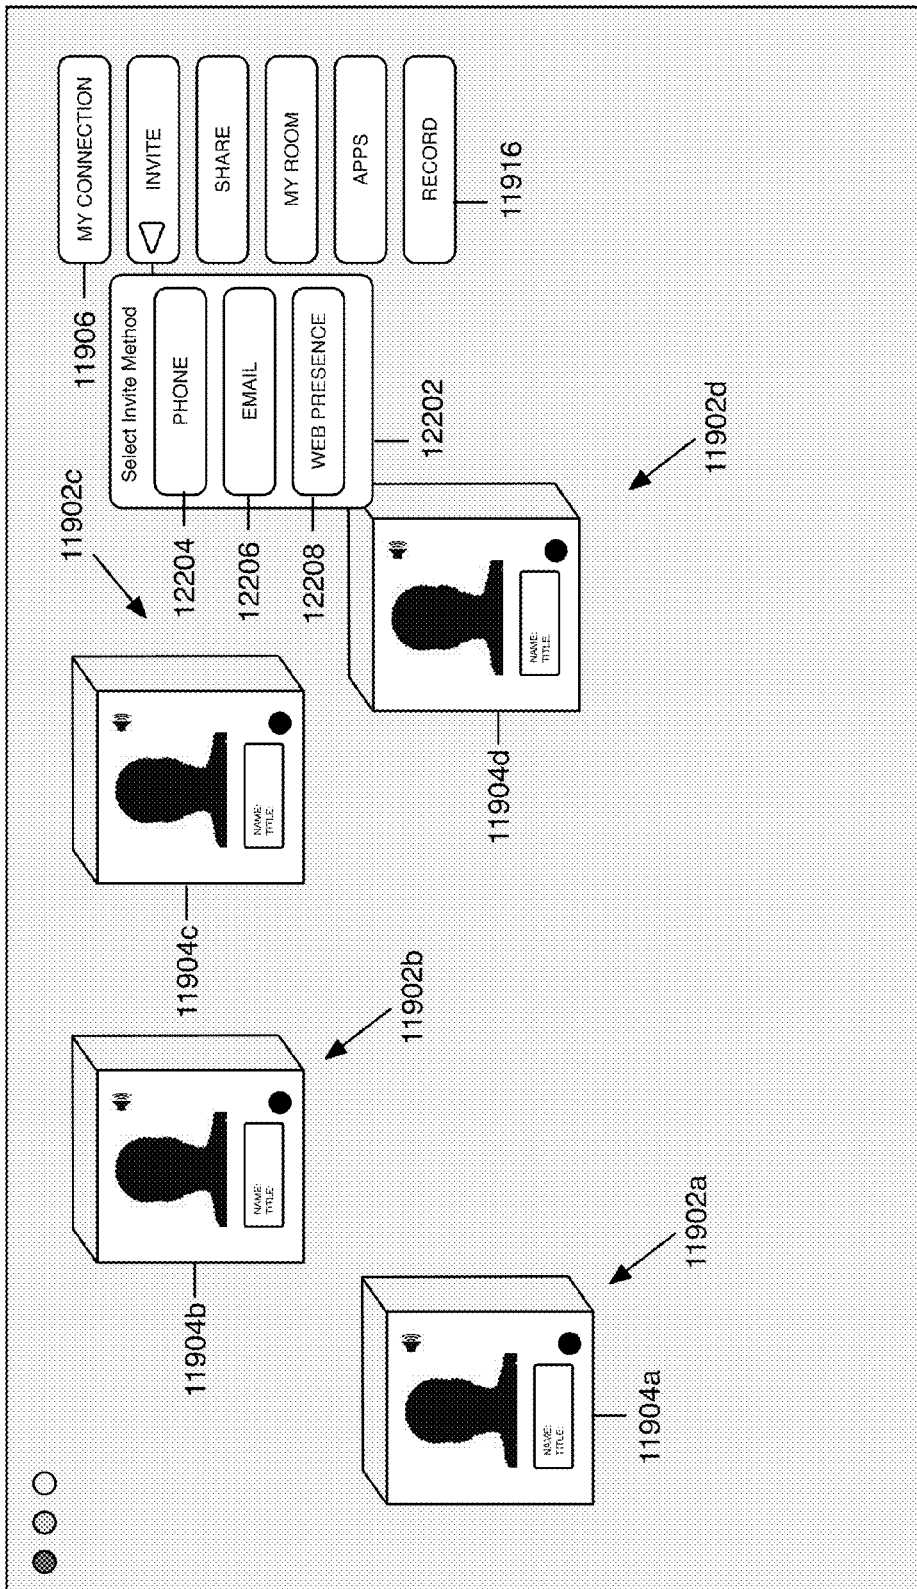 MY CONNECTION
INVITE
SHARE
MY ROOM
APPS
RECORD
11906
11916
Select Invite Method
PHONE
EMAIL
WEB PRESENCE
12204
12206
12208
12202
11902c
11902d
NAME:
TITLE:
11904c
NAME:
TITLE:
11904d
11902b
NAME:
TITLE:
11904b
11902a
NAME:
TITLE:
11904a